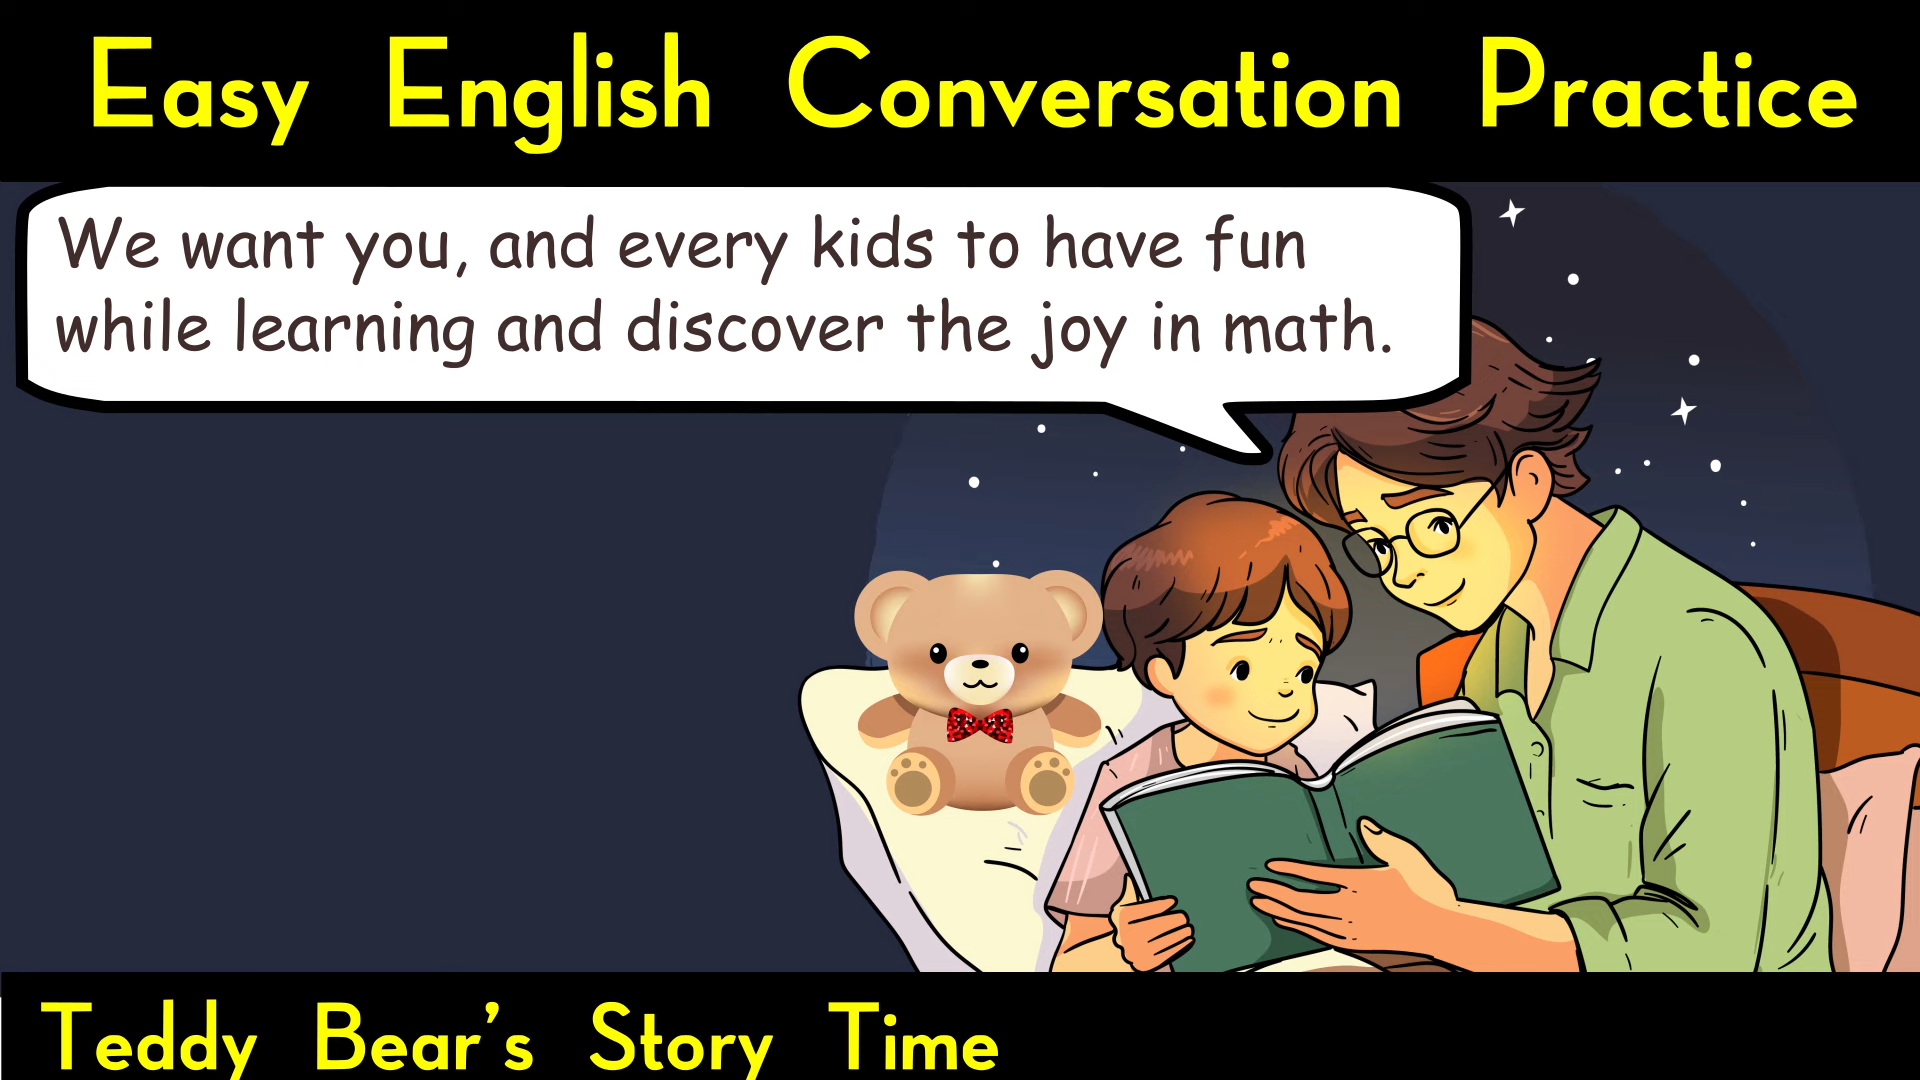 Easy English Conversation Practice
We want you, and every kids to have fun
while learning and discover the joy in math.
Teddy Bear’s Story Time